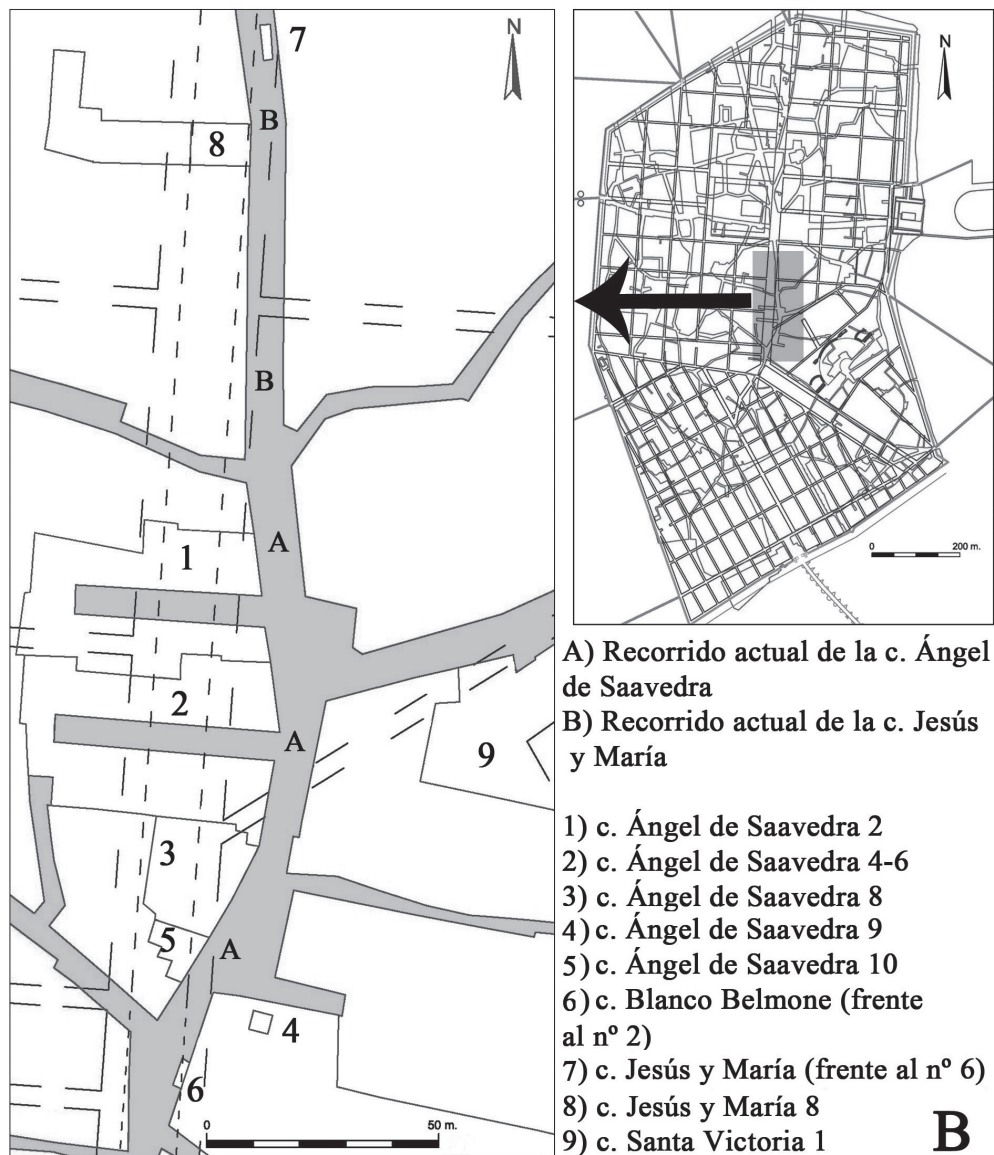 7
N
B
8
B
A
1
2
A
9
3
5
A
4
6
0 50 m.
N
0 200 m.
A) Recorrido actual de la c. Ángel
de Saavedra
B) Recorrido actual de la c. Jesús
y María
1) c. Ángel de Saavedra 2
2) c. Ángel de Saavedra 4-6
3) c. Ángel de Saavedra 8
4) c. Ángel de Saavedra 9
5) c. Ángel de Saavedra 10
6) c. Blanco Belmone (frente
al nº 2)
7) c. Jesús y María (frente al nº 6)
8) c. Jesús y María 8
9) c. Santa Victoria 1
B